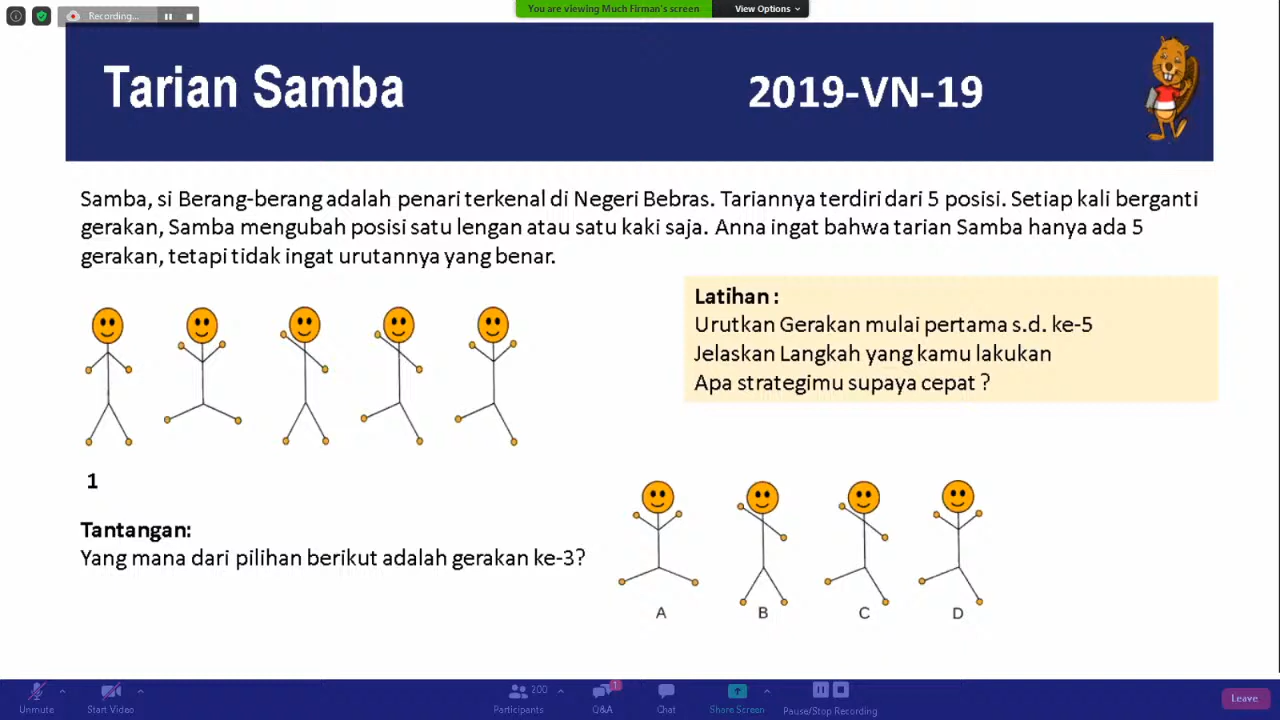 Recording...
You are viewing Much Firman's screen
View Options
Tarian Samba
2019-VN-19
Samba, si Berang-berang adalah penari terkenal di Negeri Bebras. Tariannya terdiri dari 5 posisi. Setiap kali berganti
gerakan, Samba mengubah posisi satu lengan atau satu kaki saja. Anna ingat bahwa tarian Samba hanya ada 5
gerakan, tetapi tidak ingat urutannya yang benar.
Latihan :
Urutkan Gerakan mulai pertama s.d. ke-5
Jelaskan Langkah yang kamu lakukan
Apa strategimu supaya cepat ?
1
Tantangan:
Yang mana dari pilihan berikut adalah gerakan ke-3?
A
B
C
D
Unmute
Start Video
200
Participants
1
Q&A
Chat
Share Screen
Pause/Stop Recording
Leave